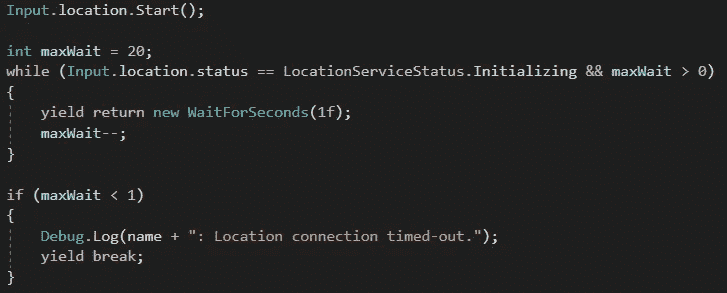 Input.location.Start();
int maxWait = 20;
while (Input.location.status == LocationServiceStatus.Initializing && maxWait > 0)
{
yield return new WaitForSeconds(1f);
maxWait--;
}
if (maxWait < 1)
{
Debug.Log(name + ": Location connection timed-out.");
yield break;
}